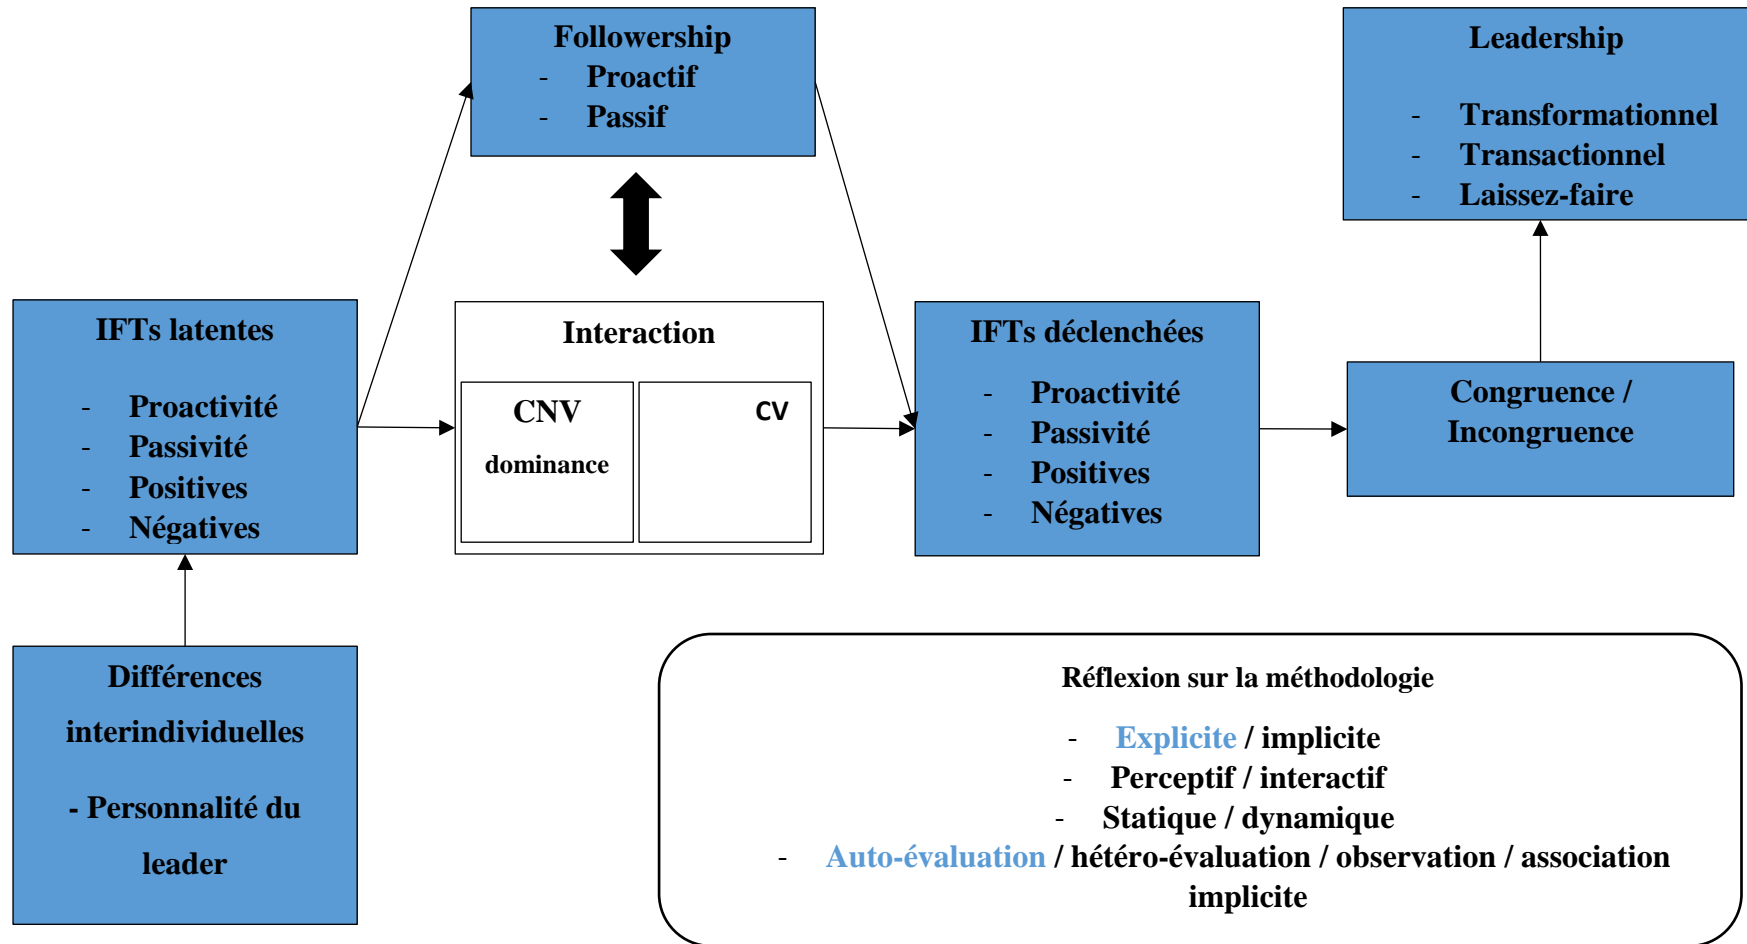 Followership
- Proactif
- Passif
Leadership
- Transformationnel
- Transactionnel
- Laissez-faire
IFTs latentes
- Proactivité
- Passivité
- Positives
- Négatives
Interaction
CNV
dominance
CV
IFTs déclenchées
- Proactivité
- Passivité
- Positives
- Négatives
Congruence /
Incongruence
Différences
interindividuelles
- Personnalité du
leader
Réflexion sur la méthodologie
- Explicite / implicite
- Perceptif / interactif
- Statique / dynamique
- Auto-évaluation / hétéro-évaluation / observation / association
implicite